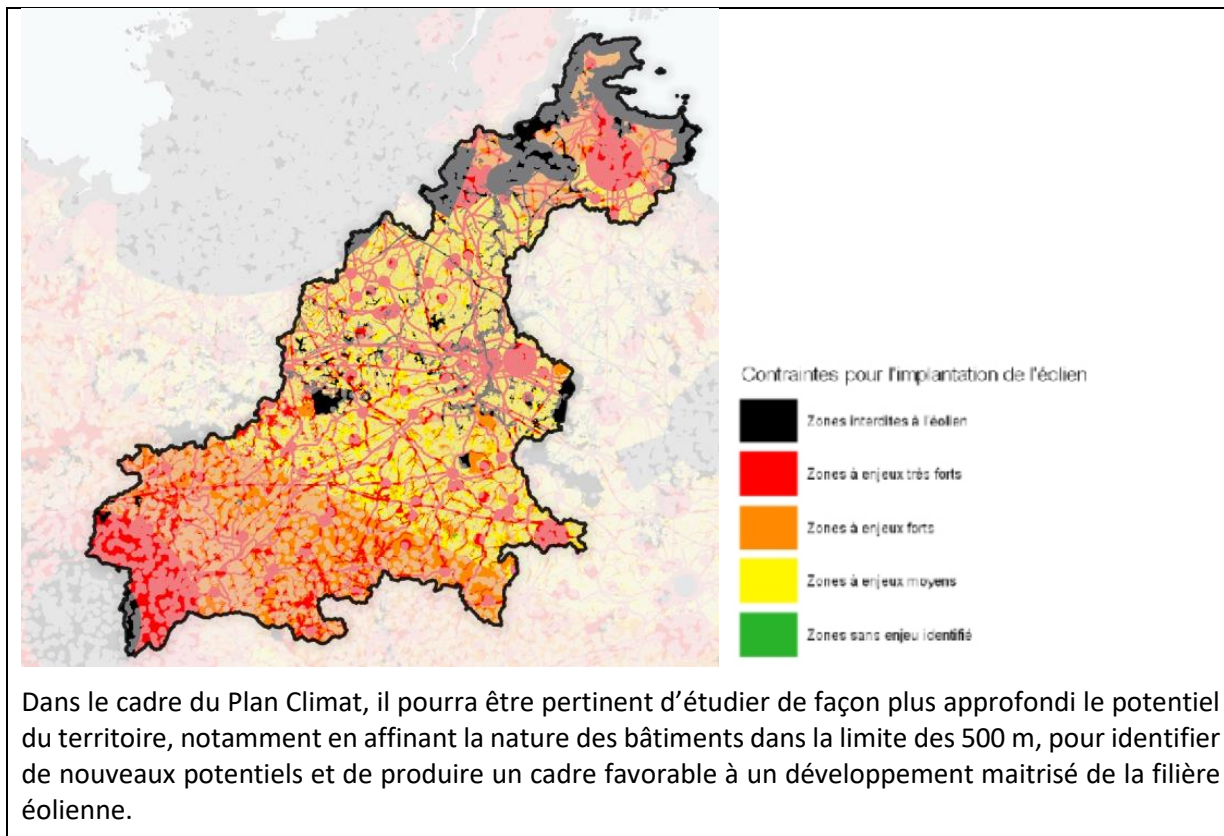 Contraintes pour l'implantation de l'éolien
Zones interdites à l'éolien
Zones à enjeux très forts
Zones à enjeux forts
Zones à enjeux moyens
Zones sans enjeu identifié
Dans le cadre du Plan Climat, il pourra être pertinent d'étudier de façon plus approfondi le potentiel
du territoire, notamment en affinant la nature des bâtiments dans la limite des 500 m, pour identifier
de nouveaux potentiels et de produire un cadre favorable à un développement maitrisé de la filière
éolienne.